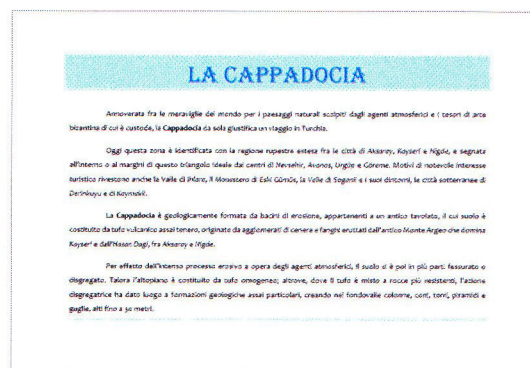 LA CAPPADOCIA
Annoverata fra le meraviglie del mondo per i paesaggi naturali scolpiti dagli agenti atmosferici e i tesori di arte
bizantina di cui è custode, la Cappadocia da sola giustifica un viaggio in Turchia.
Oggi questa zona è identificata con la regione rupestre estesa fra le città di Aksaray, Kayseri e Nigde, e segnata
all'interno o ai margini di questo triangolo ideale dai centri di Nevsehir, Avanos, Urgüp e Göreme. Motivi di notevole interesse
turistico rivestono anche la Valle di Ihlara, il Monastero di Eski Gümüs, la Valle di Soganli e i suoi dintorni, le città sotterranee di
Derinkuyu e di Kaymakli.
La Cappadocia è geologicamente formata da bacini di erosione, appartenenti a un antico tavolato, il cui suolo è
costituito da tufo vulcanico assai tenero, originato da agglomerati di cenere e fanghi eruttati dall'antico Monte Argeo che domina
Kayseri e dall'Hasan Dagi, fra Aksaray e Nigde.
Per effetto dell'intenso processo erosivo a opera degli agenti atmosferici, il suolo si è poi in più parti fessurato o
disgregato. Talora l'altopiano è costituito da tufo omogeneo; altrove, dove il tufo è misto a rocce più resistenti, l'azione
disgregatrice ha dato luogo a formazioni geologiche assai particolari, creando nel fondovalle colonne, coni, torri, piramidi e
guglie, alti fino a 30 metri.